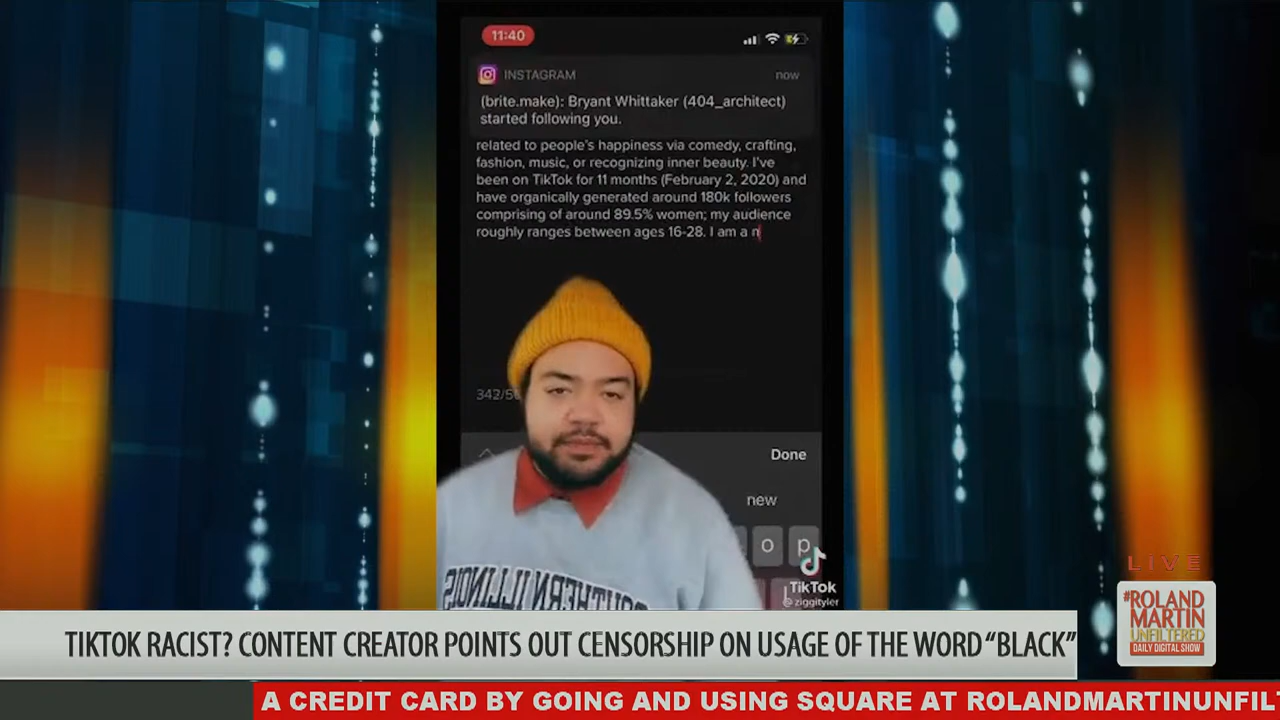 11:40
INSTAGRAM
now
(brite.make): Bryant Whittaker (404_architect)
started following you.
related to people's happiness via comedy, crafting,
fashion, music, or recognizing inner beauty. I've
been on TikTok for 11 months (February 2, 2020) and
have organically generated around 180k followers
comprising of around 89.5% women; my audience
roughly ranges between ages 16-28. I am a n
342/5
Done
new
o p
SOUTHERN ILLINOIS
TikTok
@ziggityler
LIVE
#ROLAND
MARTIN
UNFILTERED
DAILY DIGITAL SHOW
TIKTOK RACIST? CONTENT CREATOR POINTS OUT CENSORSHIP ON USAGE OF THE WORD “BLACK”
A CREDIT CARD BY GOING AND USING SQUARE AT ROLANDMARTINUNFIL